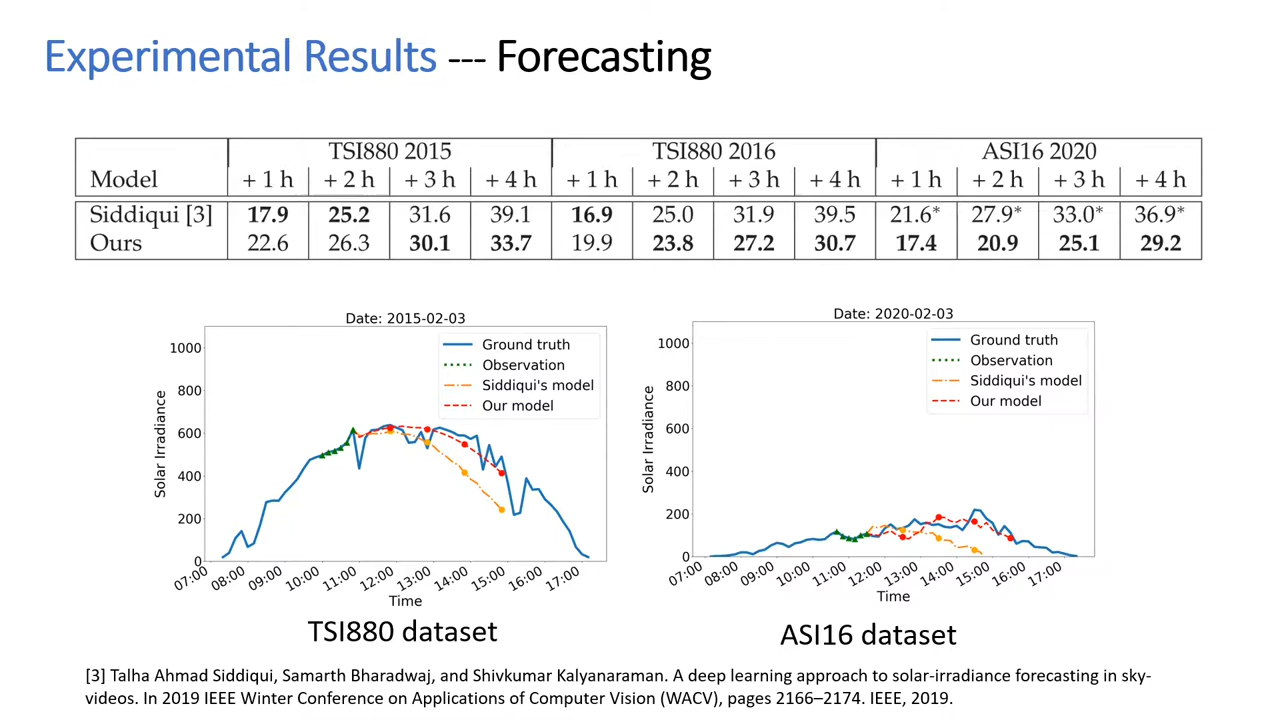 Experimental Results --- Forecasting
TSI880 2015 TSI880 2016 ASI16 2020
Model + 1 h + 2 h + 3 h + 4 h + 1 h + 2 h + 3 h + 4 h + 1 h + 2 h + 3 h + 4 h
Siddiqui [3] 17.9 25.2 31.6 39.1 16.9 25.0 31.9 39.5 21.6* 27.9* 33.0* 36.9*
Ours 22.6 26.3 30.1 33.7 19.9 23.8 27.2 30.7 17.4 20.9 25.1 29.2
Date: 2015-02-03
Ground truth
Observation
Siddiqui's model
Our model
1000
800
600
400
200
0
Solar Irradiance
07:00 08:00 09:00 10:00 11:00 12:00 13:00 14:00 15:00 16:00 17:00
Time
TSI880 dataset
Date: 2020-02-03
Ground truth
Observation
Siddiqui's model
Our model
1000
800
600
400
200
0
Solar Irradiance
07:00 08:00 09:00 10:00 11:00 12:00 13:00 14:00 15:00 16:00 17:00
Time
ASI16 dataset
[3] Talha Ahmad Siddiqui, Samarth Bharadwaj, and Shivkumar Kalyanaraman. A deep learning approach to solar-irradiance forecasting in sky-
videos. In 2019 IEEE Winter Conference on Applications of Computer Vision (WACV), pages 2166–2174. IEEE, 2019.